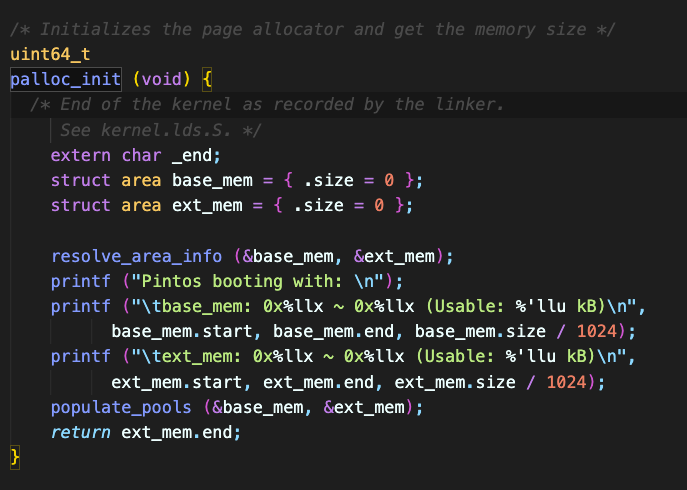 /* Initializes the page allocator and get the memory size */
uint64_t
palloc_init (void) {
  /* End of the kernel as recorded by the linker.
     See kernel.lds.S. */
    extern char _end;
    struct area base_mem = { .size = 0 };
    struct area ext_mem = { .size = 0 };

    resolve_area_info (&base_mem, &ext_mem);
    printf ("Pintos booting with: \n");
    printf ("\tbase_mem: 0x%llx ~ 0x%llx (Usable: %'llu kB)\n",
          base_mem.start, base_mem.end, base_mem.size / 1024);
    printf ("\text_mem: 0x%llx ~ 0x%llx (Usable: %'llu kB)\n",
          ext_mem.start, ext_mem.end, ext_mem.size / 1024);
    populate_pools (&base_mem, &ext_mem);
    return ext_mem.end;
}